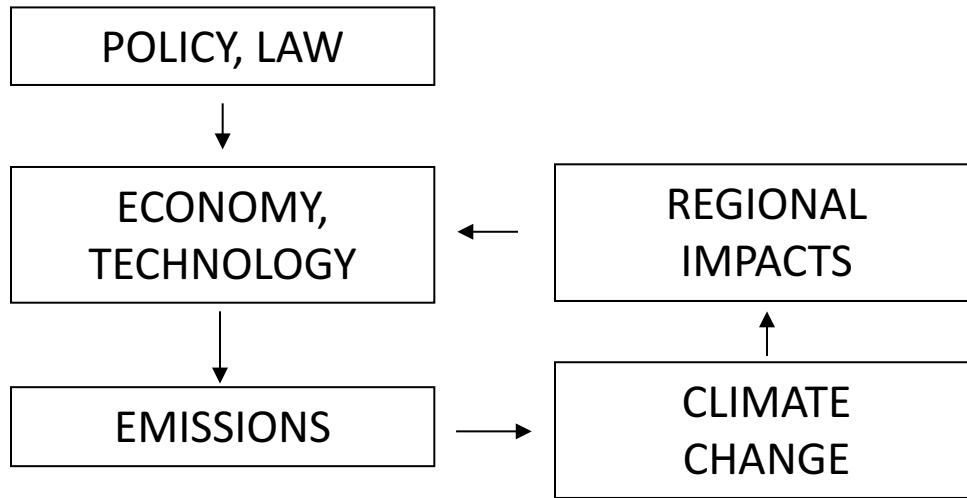 POLICY, LAW
ECONOMY,
TECHNOLOGY
REGIONAL
IMPACTS
EMISSIONS
CLIMATE
CHANGE